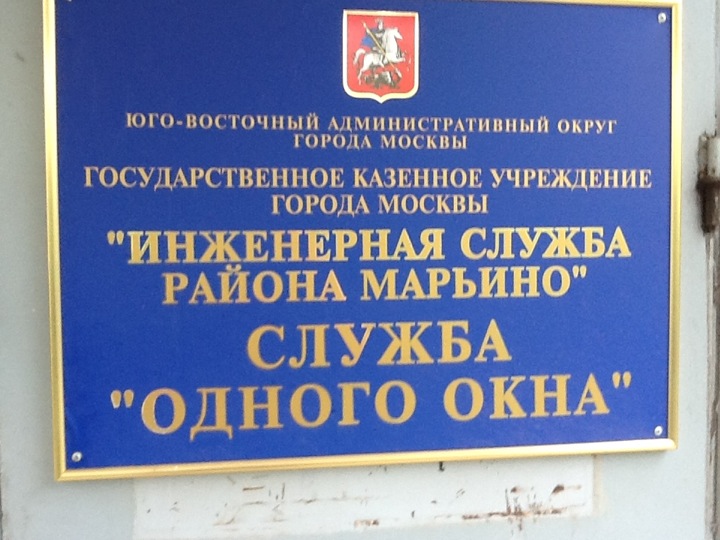 ЮГО-ВОСТОЧНЫЙ АДМИНИСТРАТИВНЫЙ ОКРУГ
ГОРОДА МОСКВЫ
ГОСУДАРСТВЕННОЕ КАЗЕННОЕ УЧРЕЖДЕНИЕ
ГОРОДА МОСКВЫ
"ИНЖЕНЕРНАЯ СЛУЖБА
РАЙОНА МАРЬИНО"
СЛУЖБА
"ОДНОГО ОКНА"